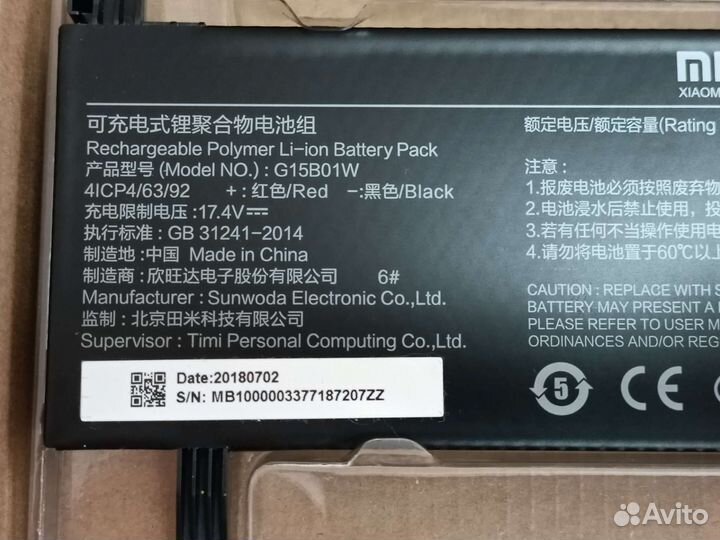 可充电式锂聚合物电池组
Rechargeable Polymer Li-ion Battery Pack
产品型号 (Model NO.) : G15B01W
4ICP4/63/92 +:红色/Red -:黑色/Black
充电限制电压:17.4V
执行标准: GB 31241-2014
制造地:中国 Made in China
制造商: 欣旺达电子股份有限公司 6#
Manufacturer : Sunwoda Electronic Co.,Ltd.
监制 : 北京田米科技有限公司
Supervisor : Timi Personal Computing Co.,Ltd.
Date:20180702
S/N: MB1000003377187207ZZ
MI
XIAOM
额定电压/额定容量(Rating
注意 :
1.报废电池必须按照废弃物
2.电池浸水后禁止使用,投
3.若有任何不当操作使用电
4.请勿将电池置于60℃以上
CAUTION : REPLACE WITH S
BATTERY MAY PRESENT A
PLEASE REFER TO USER M
ORDINANCES AND/OR REG
5
CE
Avito